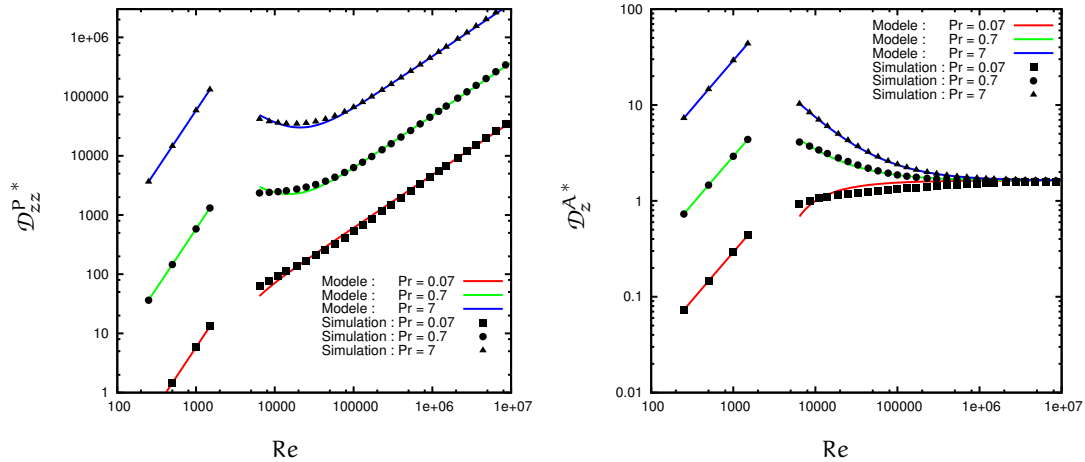 1e+06
100000
10000
1000
100
10
1
𝒟ᴾzz*
Modele : Pr = 0.07
Modele : Pr = 0.7
Modele : Pr = 7
Simulation : Pr = 0.07
Simulation : Pr = 0.7
Simulation : Pr = 7
100 1000 10000 100000 1e+06 1e+07
Re
100
10
1
0.1
0.01
𝒟ᴬz*
Modele : Pr = 0.07
Modele : Pr = 0.7
Modele : Pr = 7
Simulation : Pr = 0.07
Simulation : Pr = 0.7
Simulation : Pr = 7
100 1000 10000 100000 1e+06 1e+07
Re